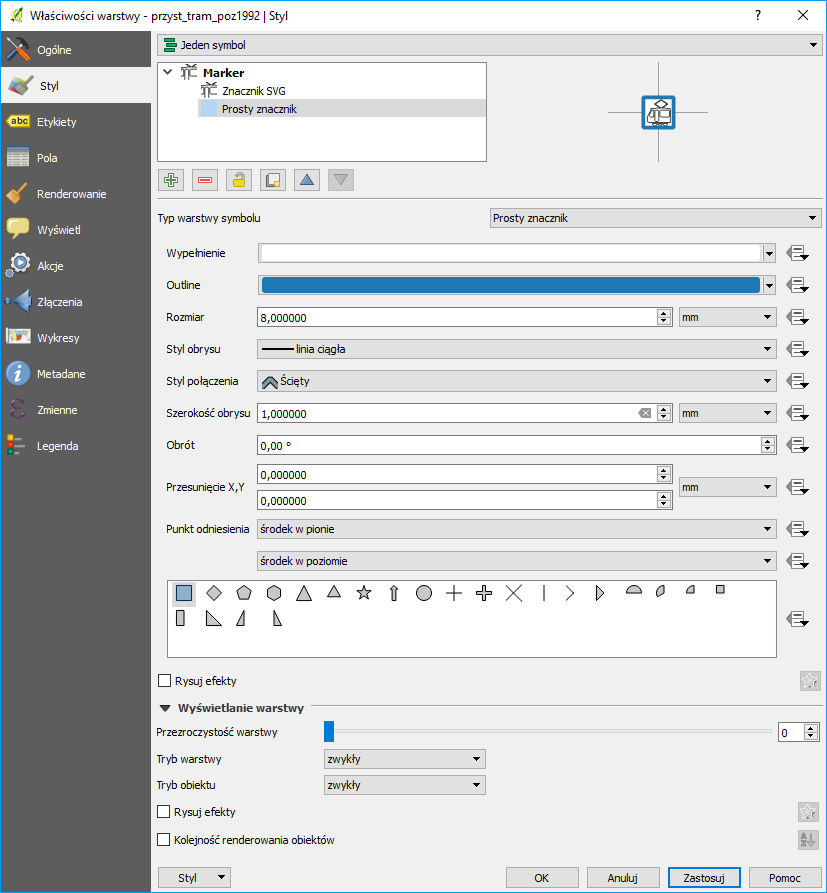 Właściwości warstwy - przyst_tram_poz1992 | Styl
?
Ogólne
Styl
abc Etykiety
Pola
Renderowanie
Wyświetl
Akcje
Złączenia
Wykresy
Metadane
Zmienne
Legenda
Jeden symbol
Marker
Znacznik SVG
Prosty znacznik
Typ warstwy symbolu Prosty znacznik
Wypełnienie
Outline
Rozmiar 8,000000 mm
Styl obrysu linia ciągła
Styl połączenia Ścięty
Szerokość obrysu 1,000000 mm
Obrót 0,00 °
0,000000
Przesunięcie X,Y mm
0,000000
Punkt odniesienia środek w pionie
środek w poziomie
Rysuj efekty
Wyświetlanie warstwy
Przezroczystość warstwy 0
Tryb warstwy zwykły
Tryb obiektu zwykły
Rysuj efekty
Kolejność renderowania obiektów
Styl OK Anuluj Zastosuj Pomoc